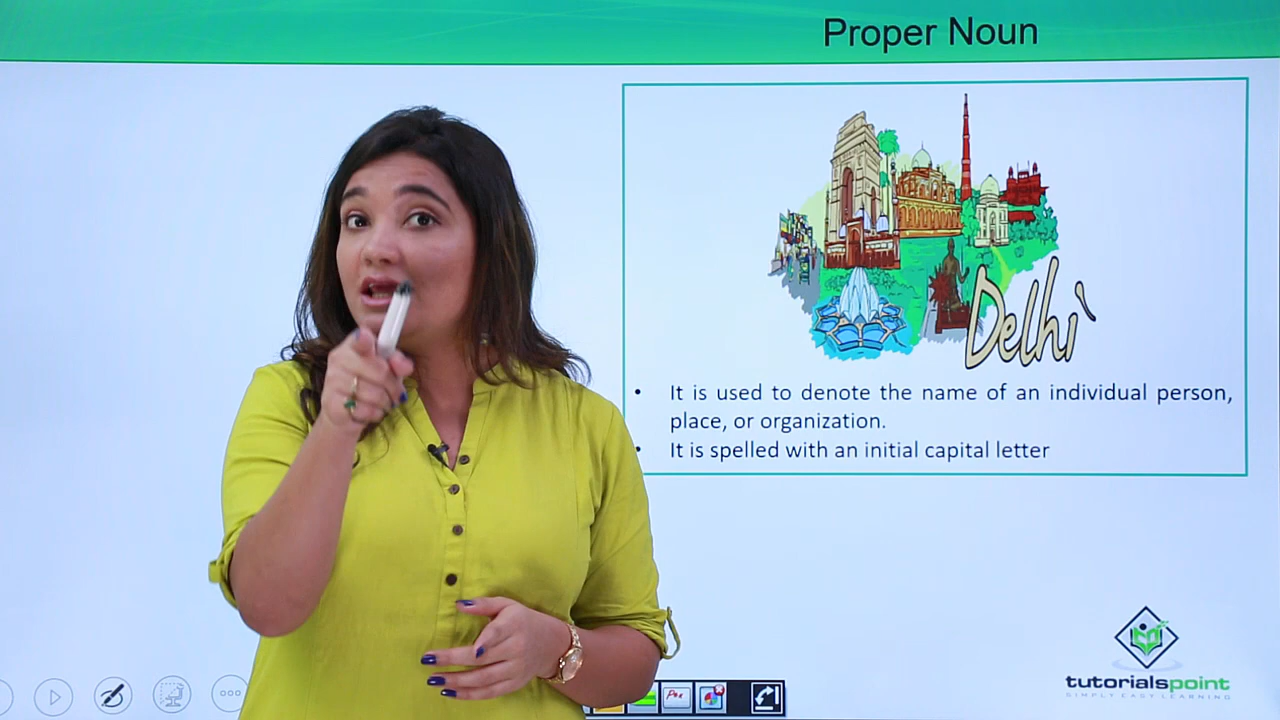 Proper Noun
Delhi
• It is used to denote the name of an individual person,
place, or organization.
• It is spelled with an initial capital letter
Pen
tutorialspoint
SIMPLY EASY LEARNING